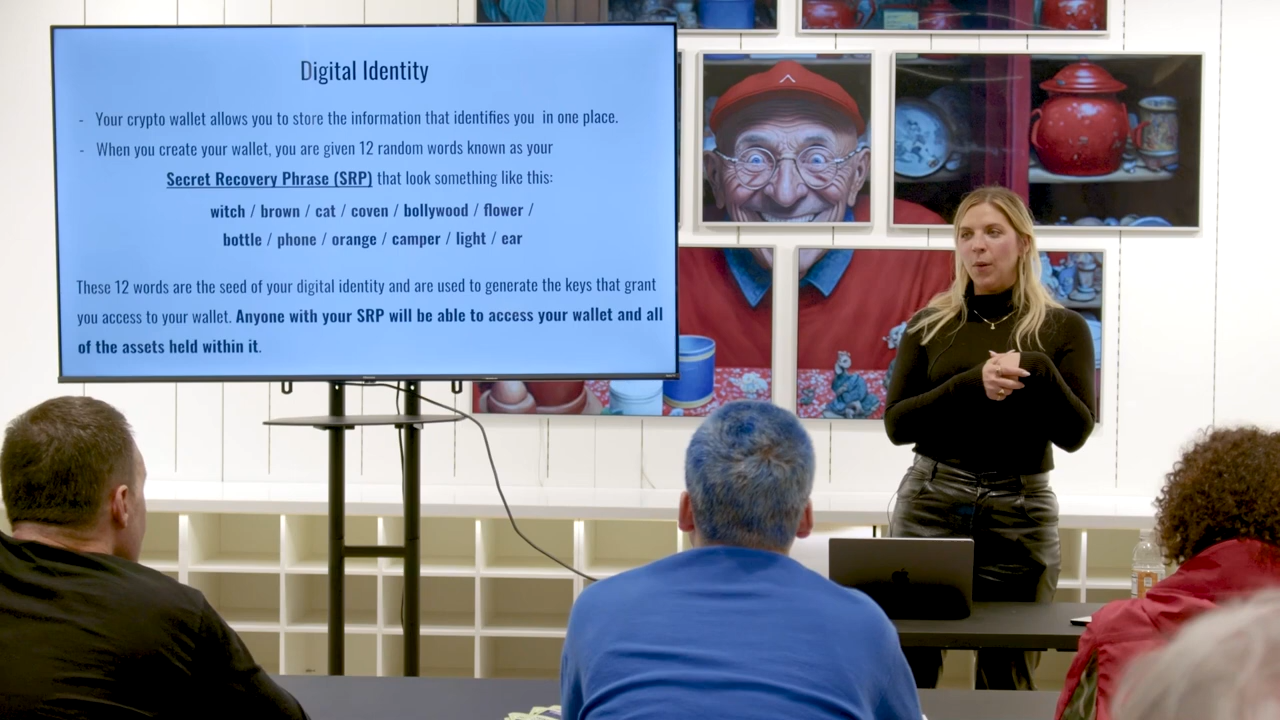 Digital Identity
- Your crypto wallet allows you to store the information that identifies you in one place.
- When you create your wallet, you are given 12 random words known as your
Secret Recovery Phrase (SRP) that look something like this:
witch / brown / cat / coven / bollywood / flower /
bottle / phone / orange / camper / light / ear
These 12 words are the seed of your digital identity and are used to generate the keys that grant
you access to your wallet. Anyone with your SRP will be able to access your wallet and all
of the assets held within it.